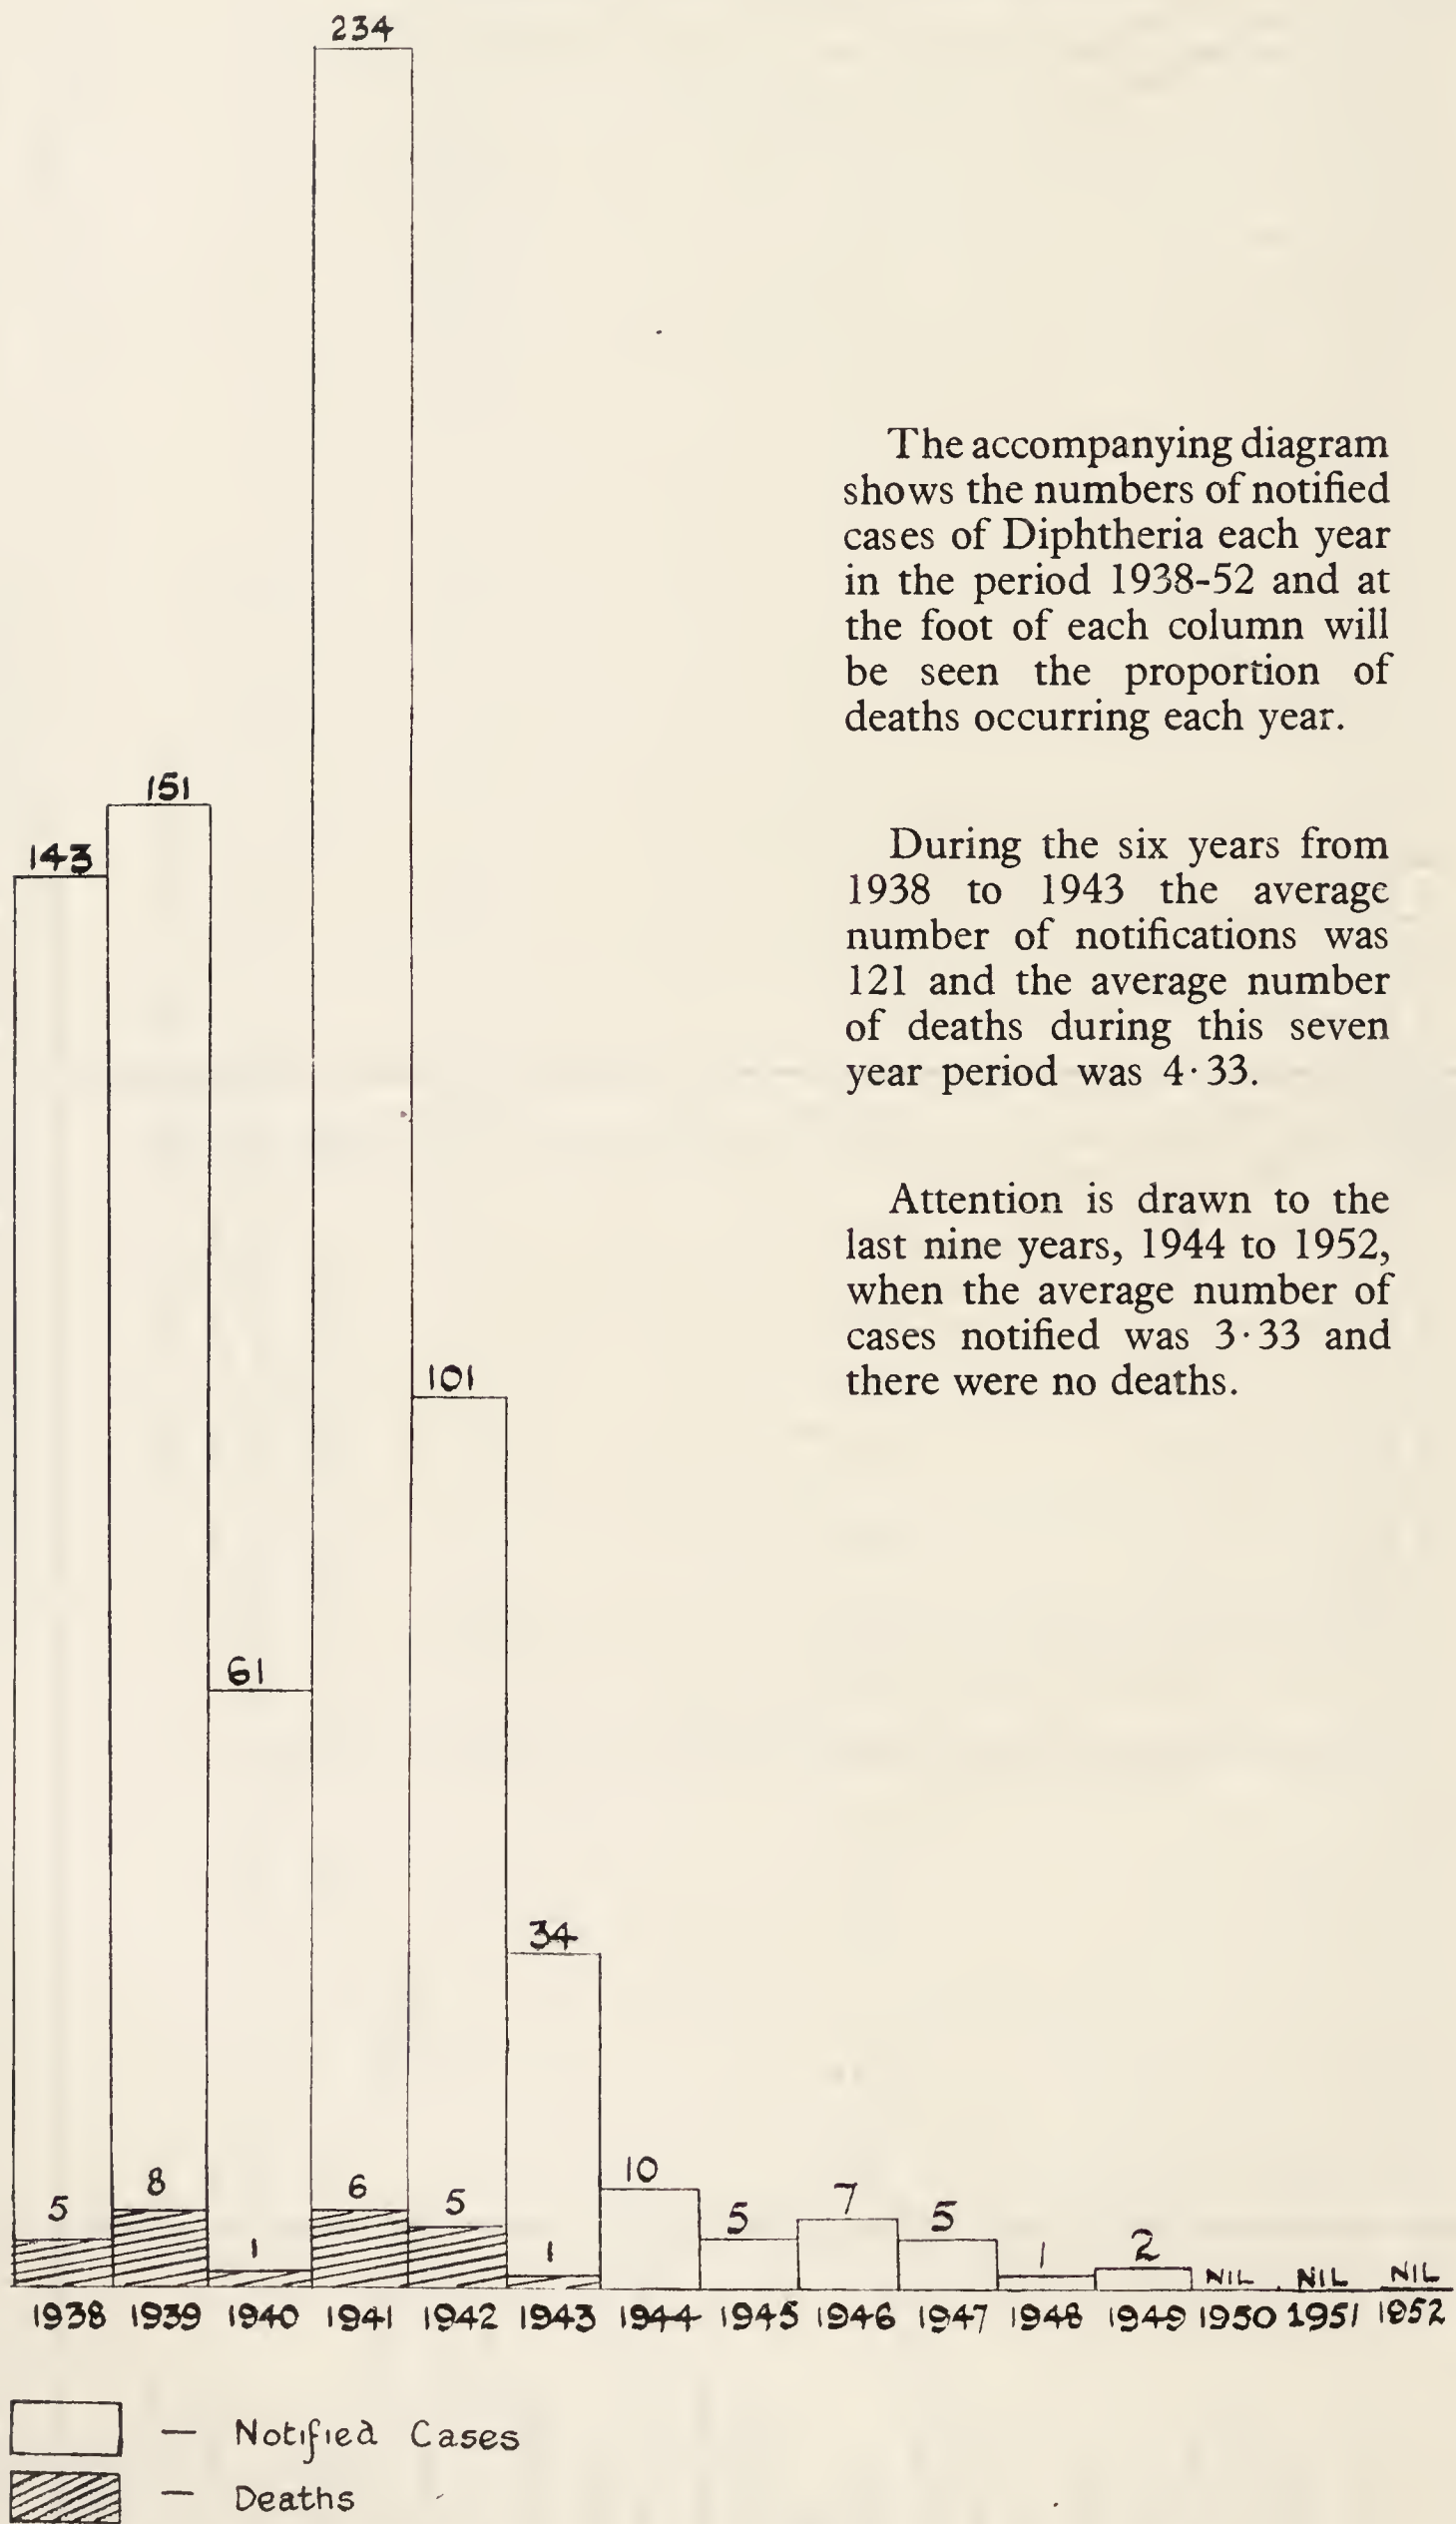 234
151
143
101
61
34
10
5
8
1
6
5
1
5
7
5
1
2
NIL
NIL
NIL
1938 1939 1940 1941 1942 1943 1944 1945 1946 1947 1948 1949 1950 1951 1952
— Notified Cases
— Deaths
The accompanying diagram
shows the numbers of notified
cases of Diphtheria each year
in the period 1938-52 and at
the foot of each column will
be seen the proportion of
deaths occurring each year.
During the six years from
1938 to 1943 the average
number of notifications was
121 and the average number
of deaths during this seven
year period was 4·33.
Attention is drawn to the
last nine years, 1944 to 1952,
when the average number of
cases notified was 3·33 and
there were no deaths.